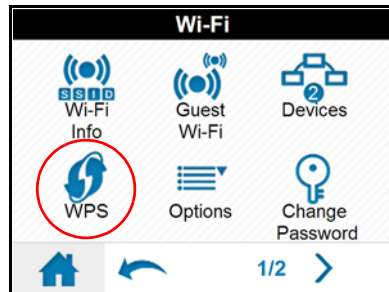 Wi-Fi
SSID
Wi-Fi
Info
Guest
Wi-Fi
2
Devices
WPS
Options
Change
Password
1/2